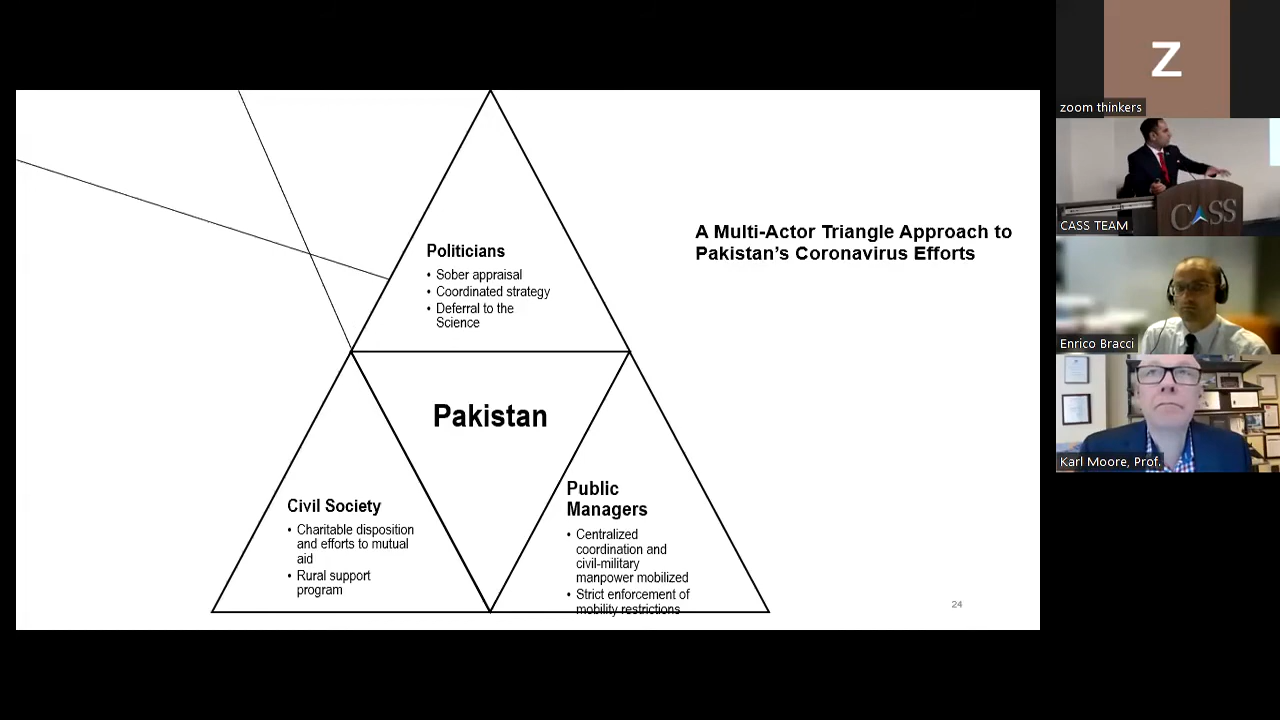 A Multi-Actor Triangle Approach to
Pakistan’s Coronavirus Efforts
Politicians
• Sober appraisal
• Coordinated strategy
• Deferral to the
Science
Pakistan
Civil Society
• Charitable disposition
and efforts to mutual
aid
• Rural support
program
Public
Managers
• Centralized
coordination and
civil-military
manpower mobilized
• Strict enforcement of
mobility restrictions
24
Z
zoom thinkers
CASS
CASS TEAM
Enrico Bracci
Karl Moore, Prof.